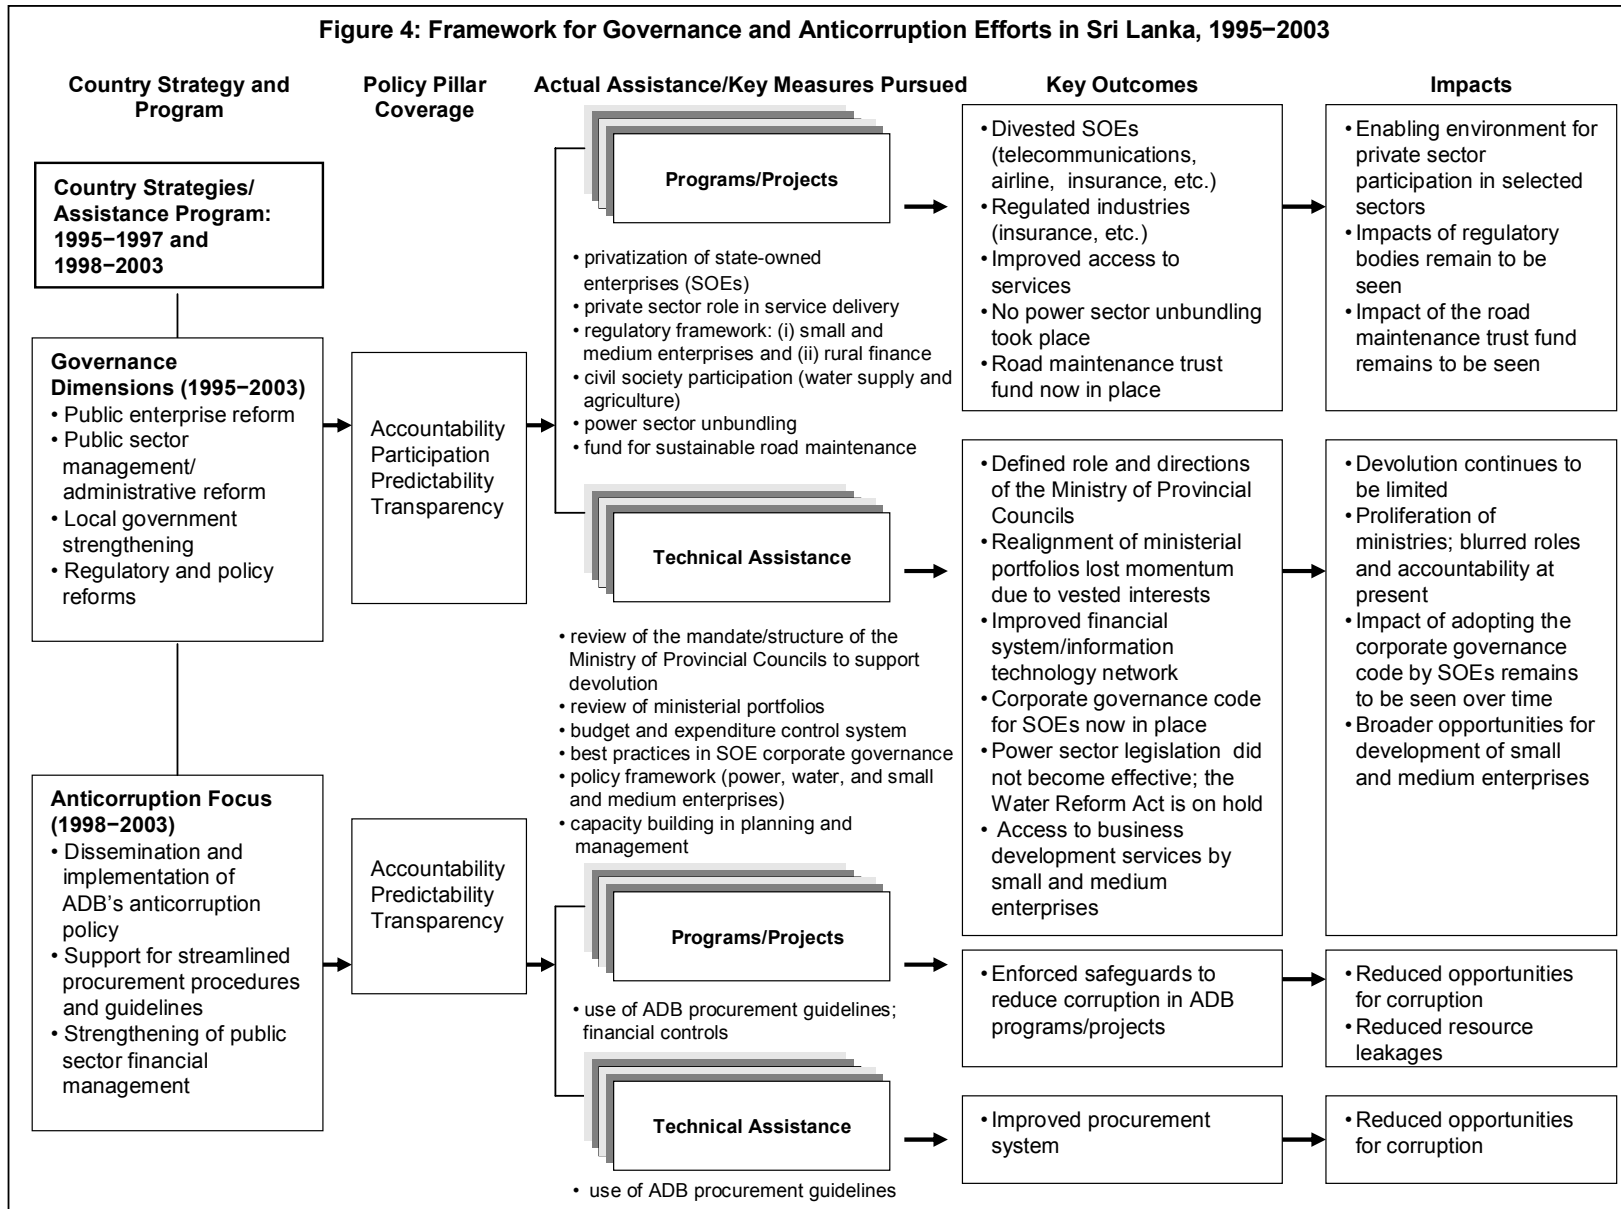 Figure 4: Framework for Governance and Anticorruption Efforts in Sri Lanka, 1995−2003
Country Strategy and
Program
Policy Pillar
Coverage
Actual Assistance/Key Measures Pursued
Key Outcomes
Impacts
Country Strategies/
Assistance Program:
1995−1997 and
1998−2003
Governance
Dimensions (1995−2003)
• Public enterprise reform
• Public sector
management/
administrative reform
• Local government
strengthening
• Regulatory and policy
reforms
Anticorruption Focus
(1998−2003)
• Dissemination and
implementation of
ADB's anticorruption
policy
• Support for streamlined
procurement procedures
and guidelines
• Strengthening of public
sector financial
management
Accountability
Participation
Predictability
Transparency
Accountability
Predictability
Transparency
Programs/Projects
• privatization of state-owned
enterprises (SOEs)
• private sector role in service delivery
• regulatory framework: (i) small and
medium enterprises and (ii) rural finance
• civil society participation (water supply and
agriculture)
• power sector unbundling
• fund for sustainable road maintenance
Technical Assistance
• review of the mandate/structure of the
Ministry of Provincial Councils to support
devolution
• review of ministerial portfolios
• budget and expenditure control system
• best practices in SOE corporate governance
• policy framework (power, water, and small
and medium enterprises)
• capacity building in planning and
management
Programs/Projects
• use of ADB procurement guidelines;
financial controls
Technical Assistance
• use of ADB procurement guidelines
• Divested SOEs
(telecommunications,
airline, insurance, etc.)
• Regulated industries
(insurance, etc.)
• Improved access to
services
• No power sector unbundling
took place
• Road maintenance trust
fund now in place
• Defined role and directions
of the Ministry of Provincial
Councils
• Realignment of ministerial
portfolios lost momentum
due to vested interests
• Improved financial
system/information
technology network
• Corporate governance code
for SOEs now in place
• Power sector legislation did
not become effective; the
Water Reform Act is on hold
• Access to business
development services by
small and medium
enterprises
• Enforced safeguards to
reduce corruption in ADB
programs/projects
• Improved procurement
system
• Enabling environment for
private sector
participation in selected
sectors
• Impacts of regulatory
bodies remain to be
seen
• Impact of the road
maintenance trust fund
remains to be seen
• Devolution continues to
be limited
• Proliferation of
ministries; blurred roles
and accountability at
present
• Impact of adopting the
corporate governance
code by SOEs remains
to be seen over time
• Broader opportunities for
development of small
and medium enterprises
• Reduced opportunities
for corruption
• Reduced resource
leakages
• Reduced opportunities
for corruption